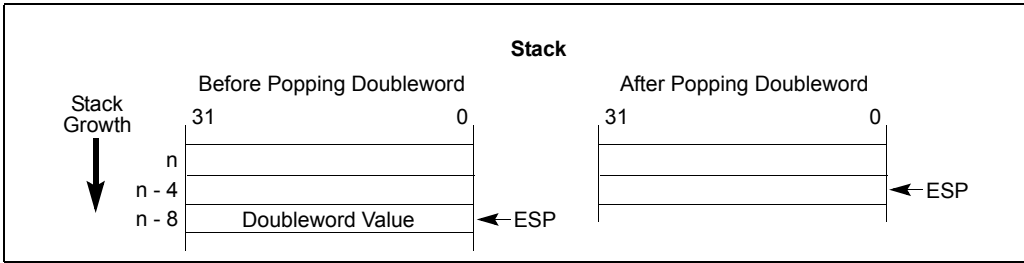 Stack
Before Popping Doubleword
After Popping Doubleword
Stack
Growth
31 0
31 0
n
n - 4
ESP
n - 8 Doubleword Value ESP